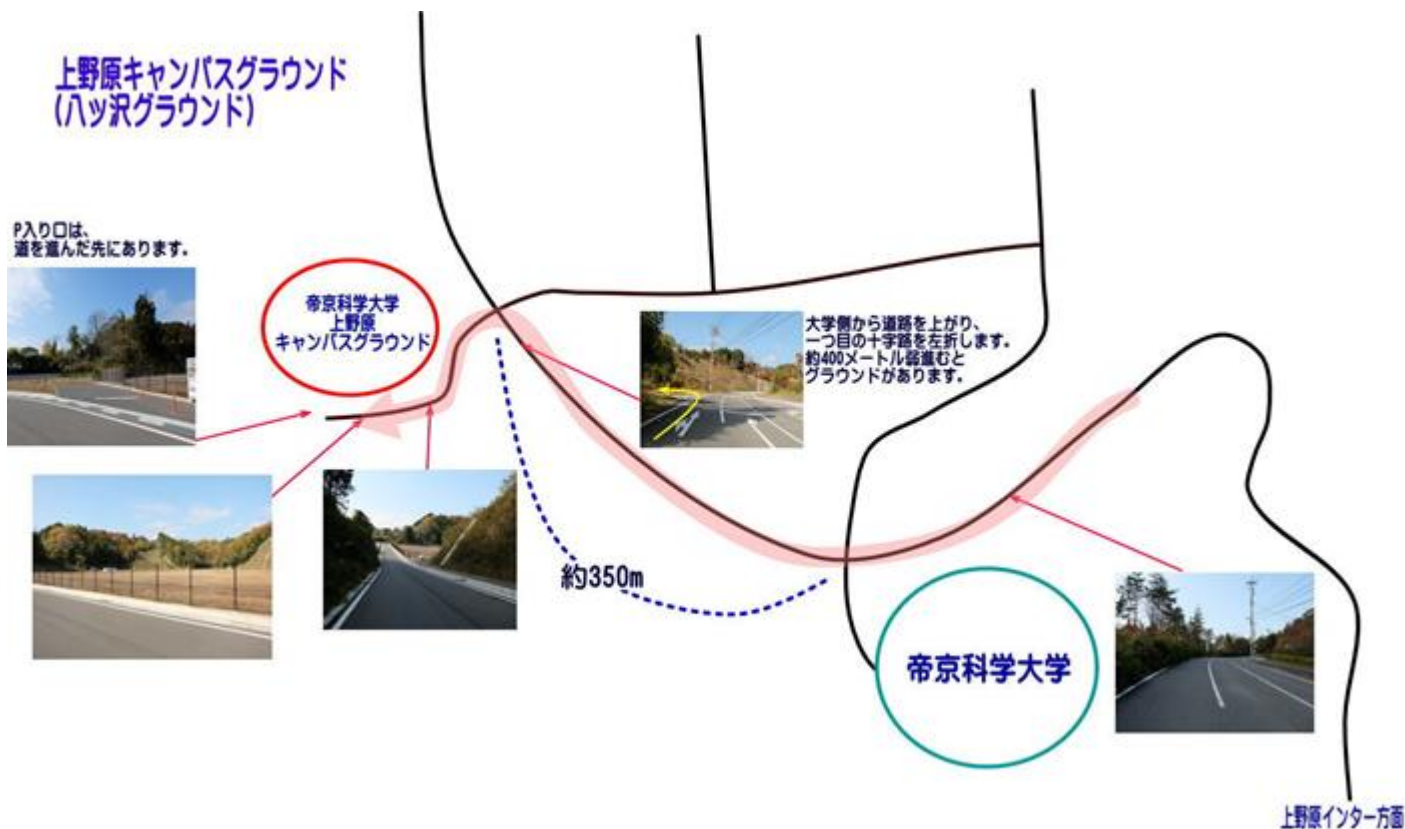 上野原キャンパスグラウンド
(八ッ沢グラウンド)
P入り口は、
道を進んだ先にあります。
帝京科学大学
上野原
キャンパスグラウンド
大学側から道路を上がり、
一つ目の十字路を左折します。
約400メートル弱進むと
グラウンドがあります。
約350m
帝京科学大学
上野原インター方面